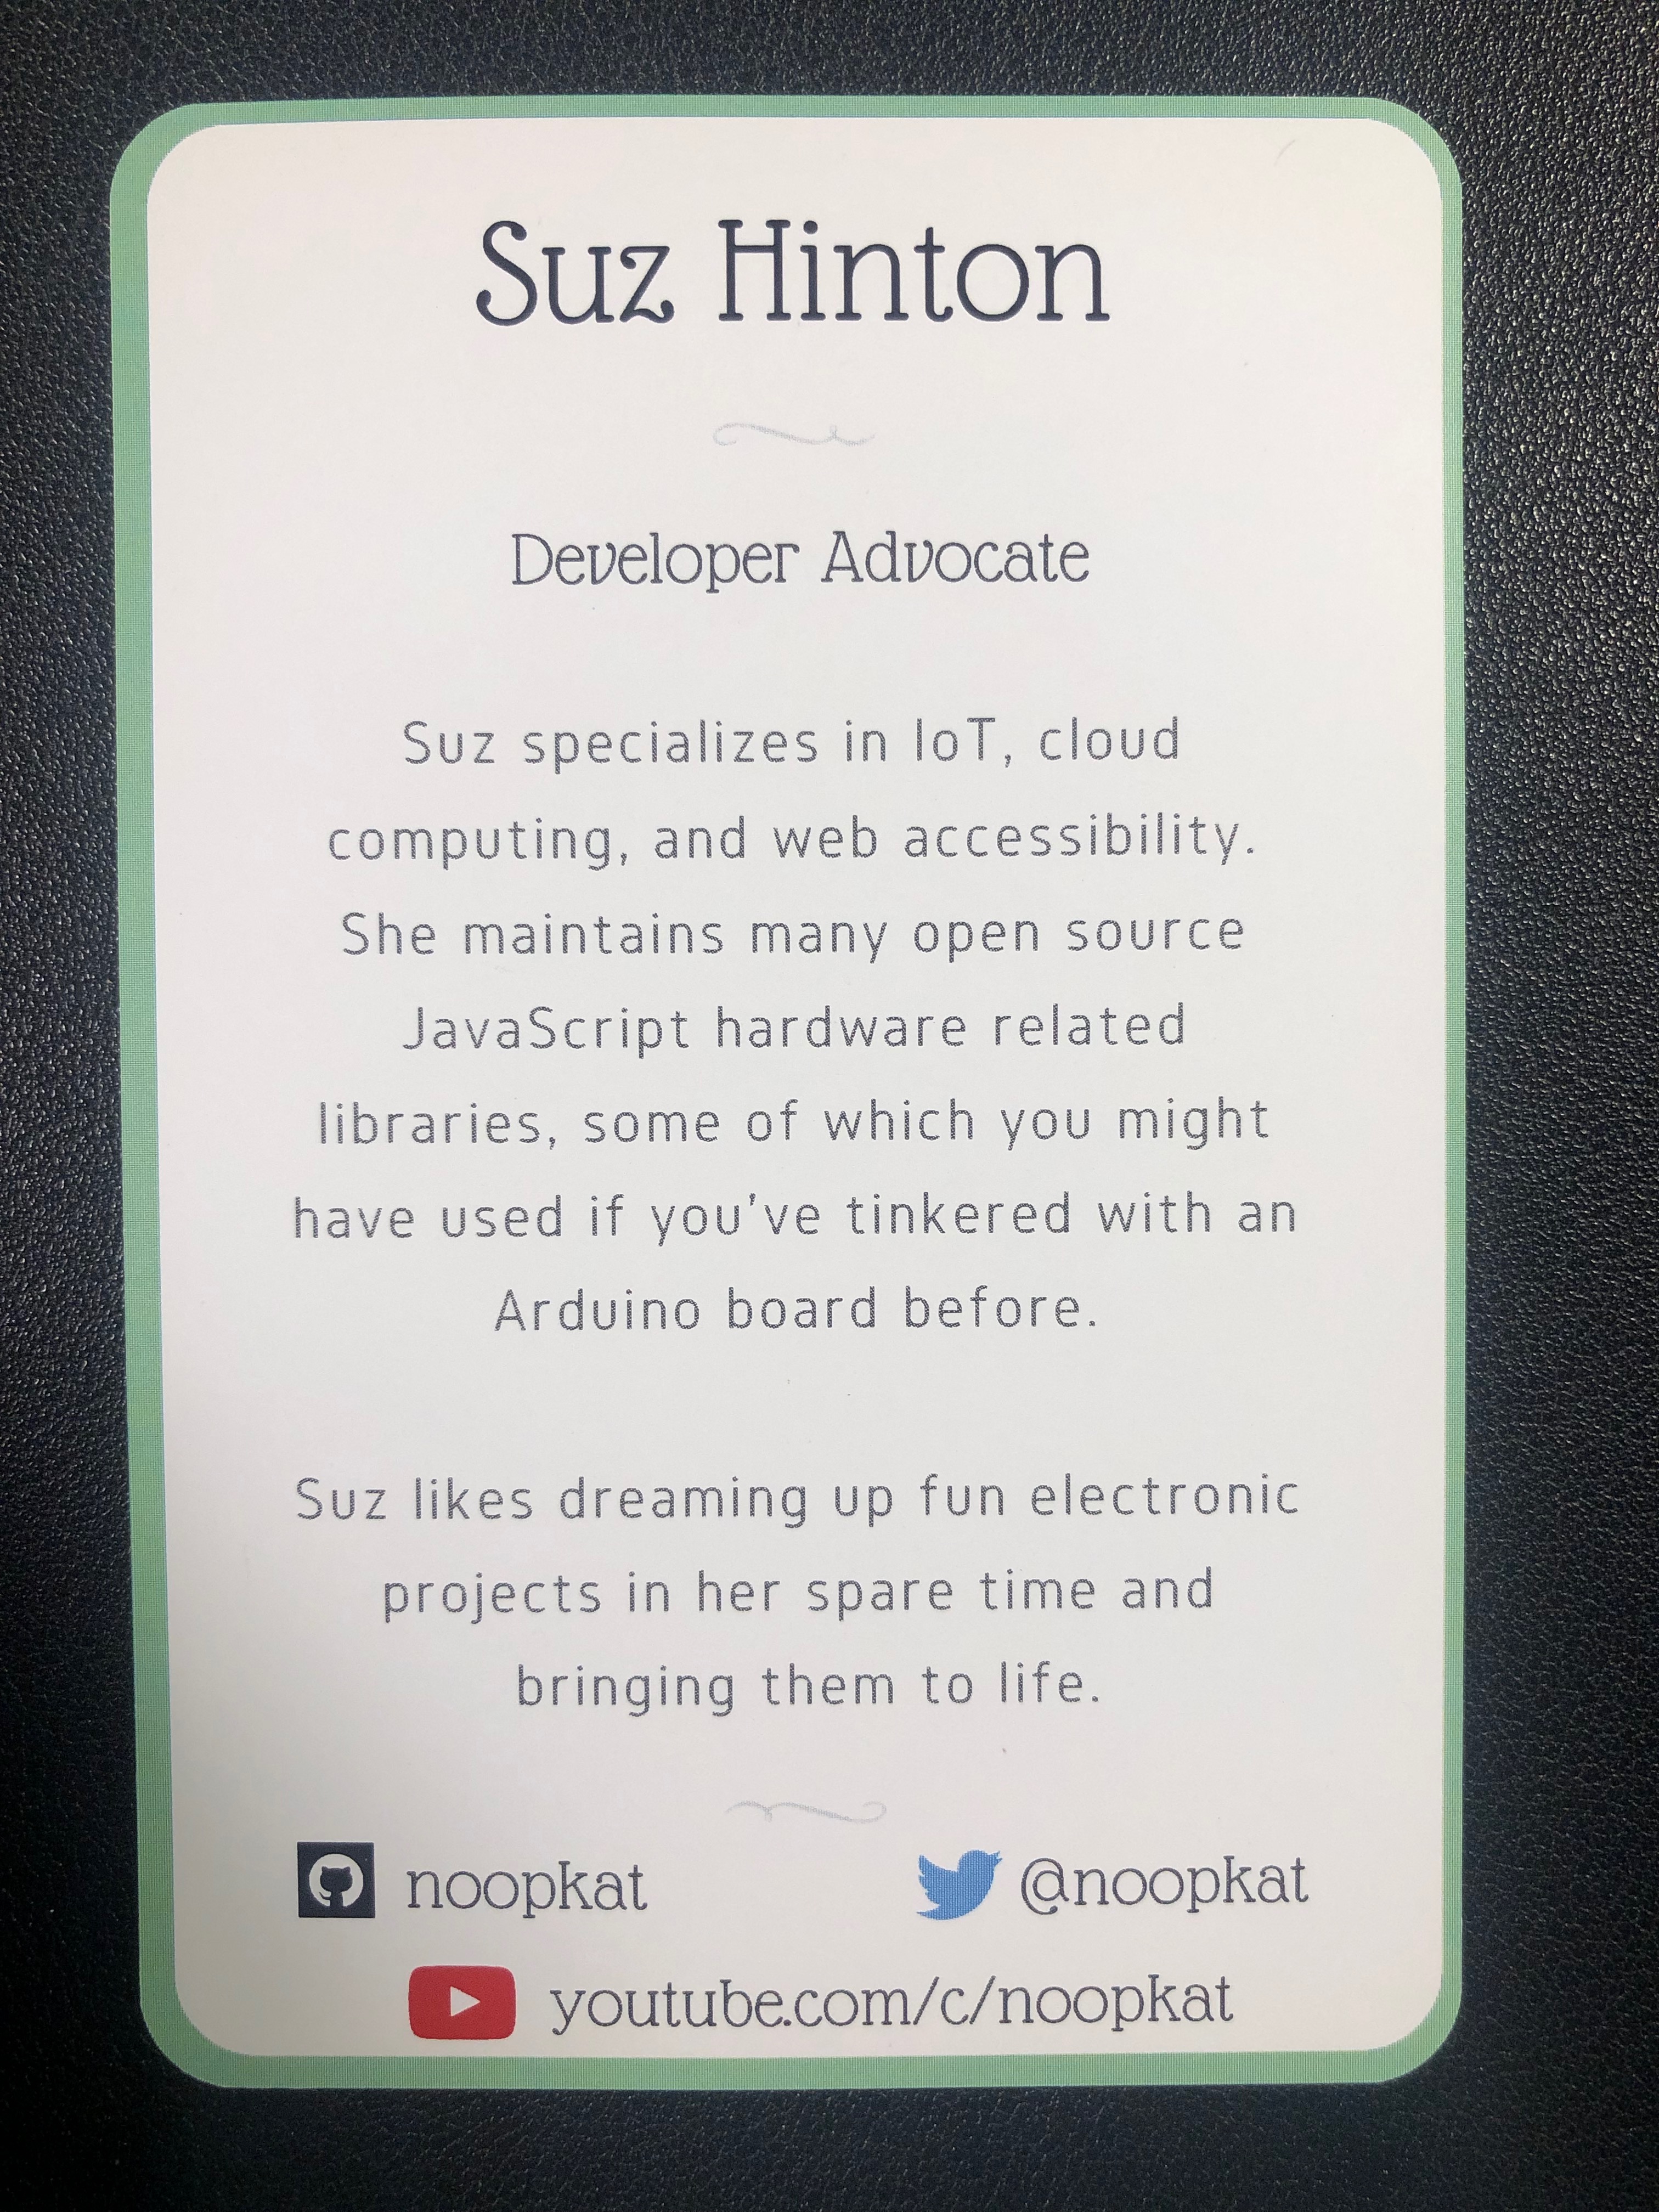 Suz Hinton
Developer Advocate
Suz specializes in IoT, cloud
computing, and web accessibility.
She maintains many open source
JavaScript hardware related
libraries, some of which you might
have used if you've tinkered with an
Arduino board before.
Suz likes dreaming up fun electronic
projects in her spare time and
bringing them to life.
noopkat @noopkat
youtube.com/c/noopkat